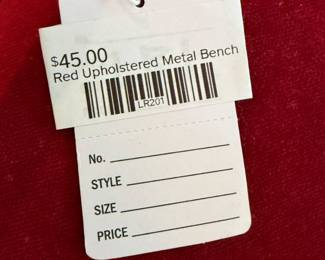 $45.00
Red Upholstered Metal Bench
LR201
No.
STYLE
SIZE
PRICE